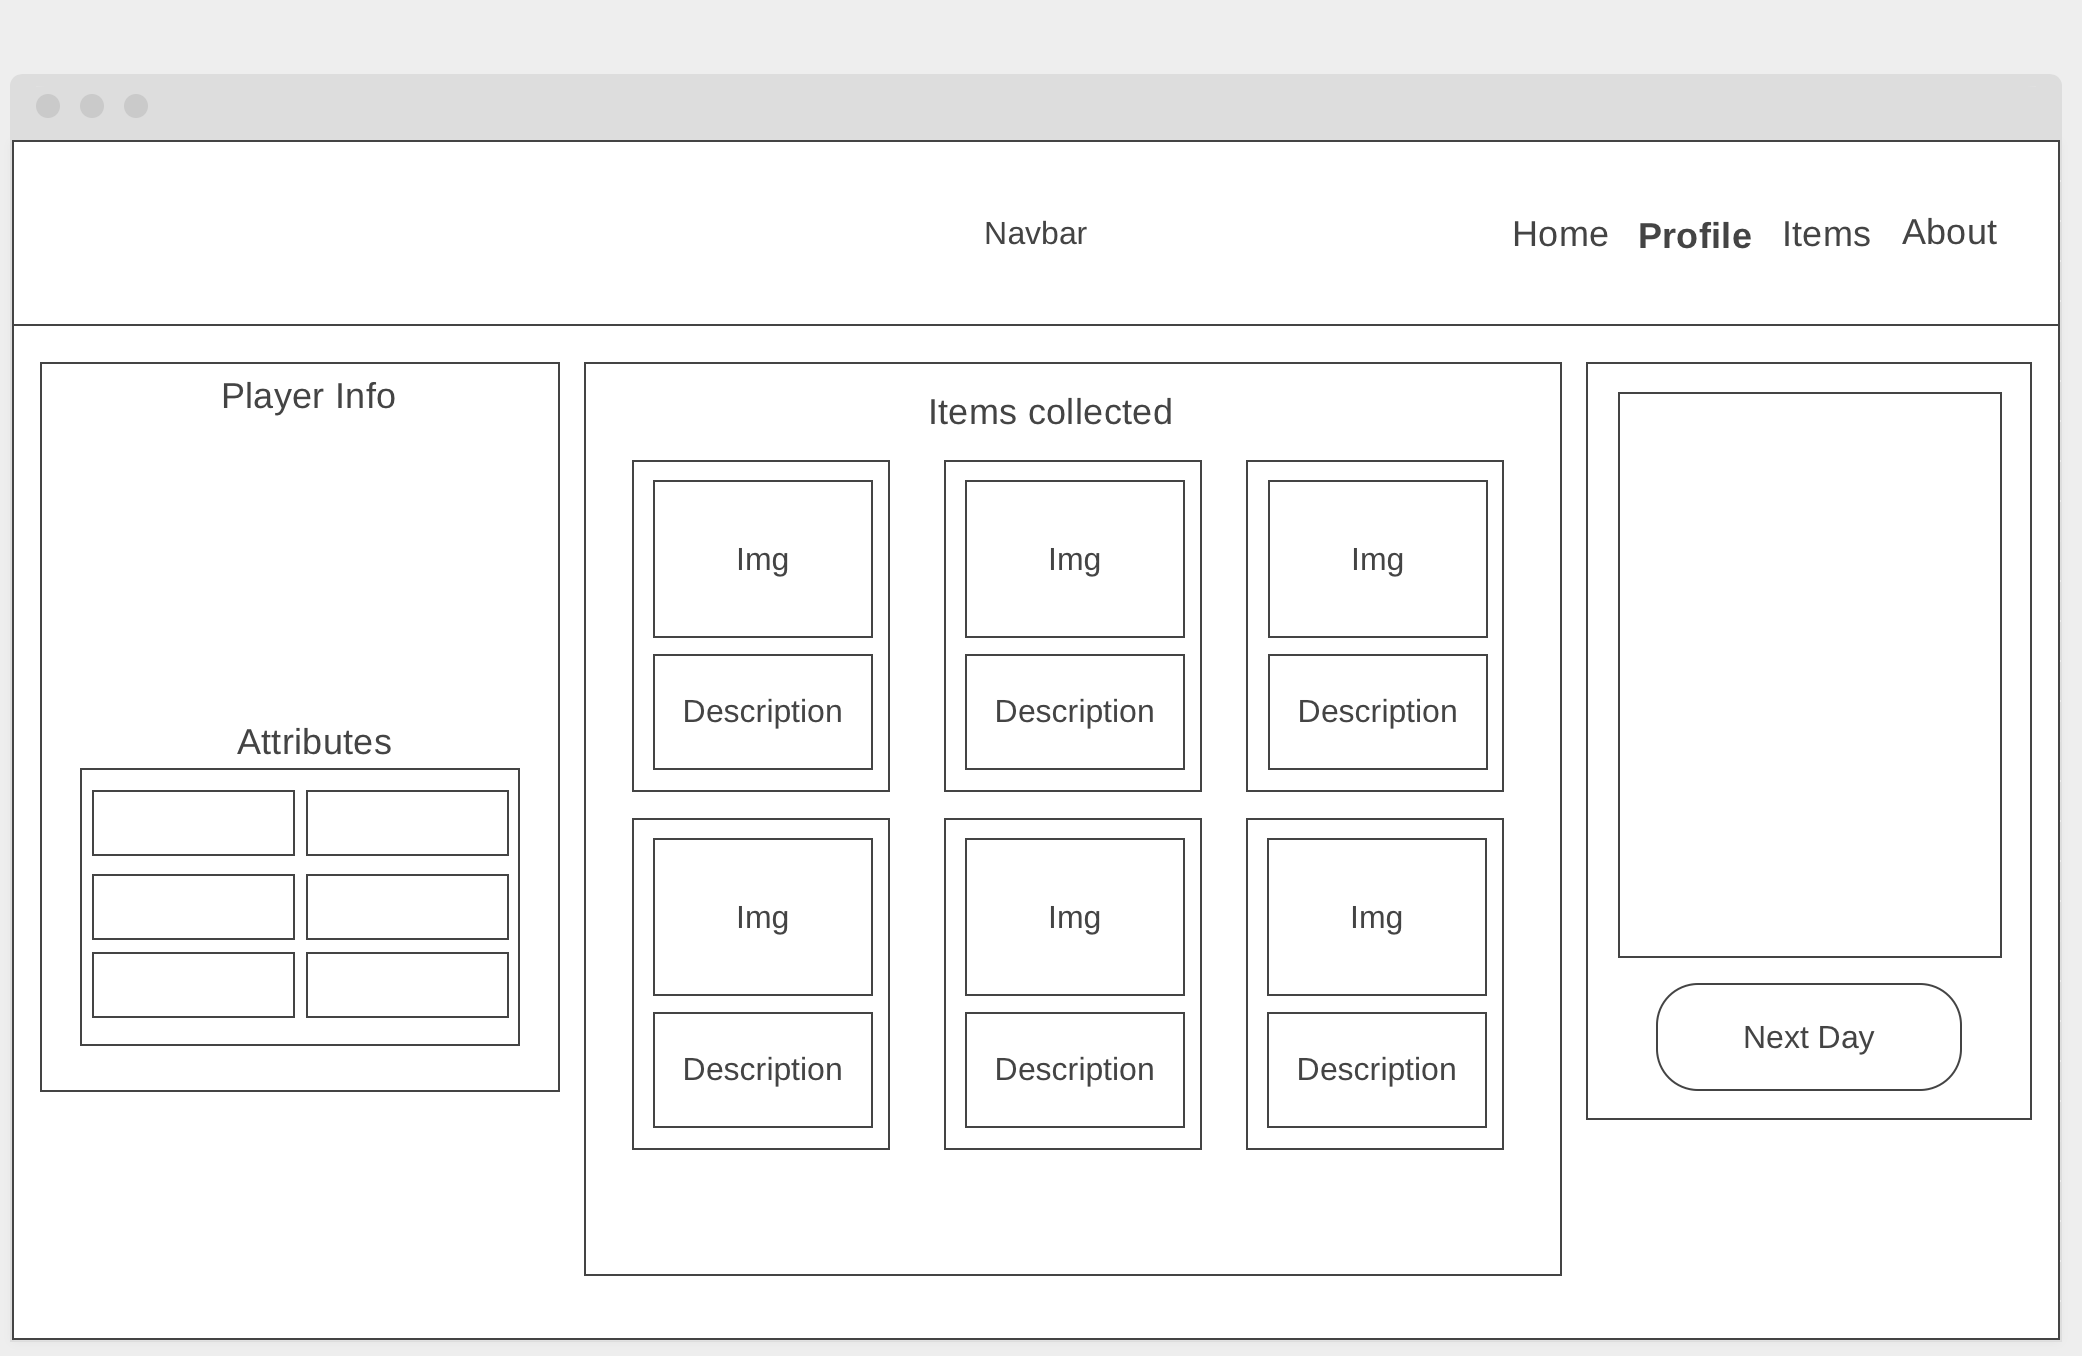 Navbar
Home Profile Items About
Player Info
Attributes
Items collected
Img Img Img
Description Description Description
Img Img Img
Description Description Description
Next Day